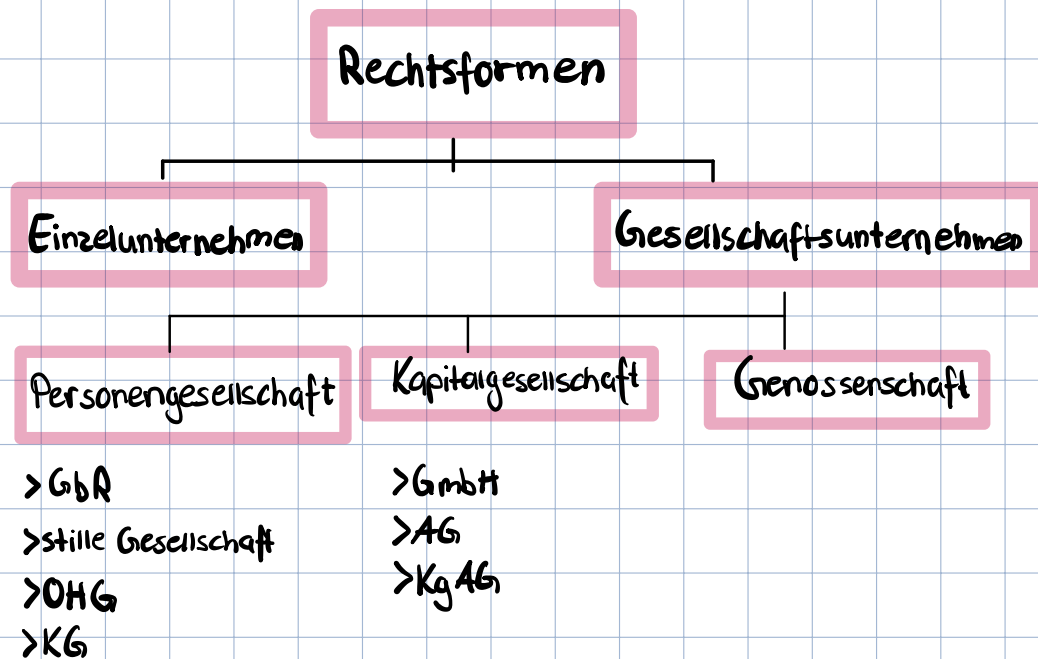 Rechtsformen
Einzelunternehmen
Gesellschaftsunternehmen
Personengesellschaft
Kapitalgesellschaft
Genossenschaft
>GbR
>stille Gesellschaft
>OHG
>KG
>GmbH
>AG
>KgAG